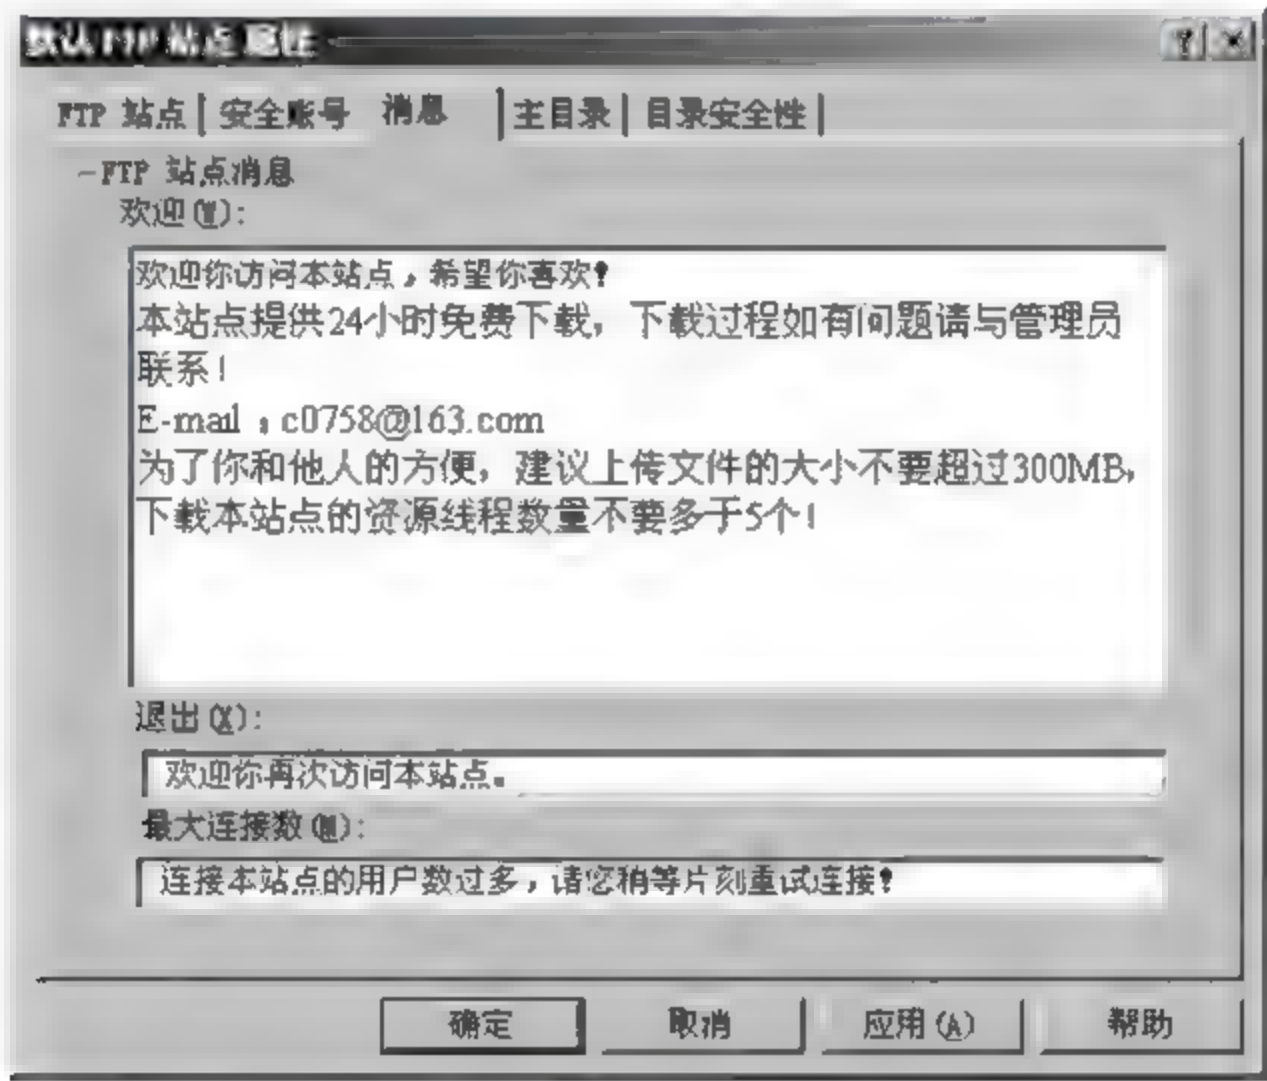 默认 FTP 站点 属性
FTP 站点 安全账号 消息 主目录 目录安全性
FTP 站点消息
欢迎(W):
欢迎你访问本站点，希望你喜欢！
本站点提供24小时免费下载，下载过程如有问题请与管理员
联系！
E-mail：c0758@163.com
为了你和他人的方便，建议上传文件的大小不要超过300MB，
下载本站点的资源线程数量不要多于5个！
退出(X):
欢迎你再次访问本站点。
最大连接数(M):
连接本站点的用户数过多，请您稍等片刻重试连接！
确定 取消 应用(A) 帮助